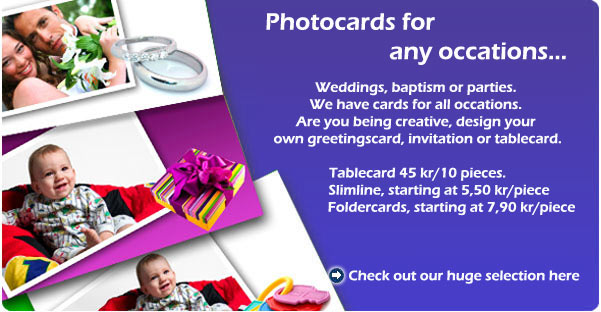 Photocards for
any occations...
Weddings, baptism or parties.
We have cards for all occations.
Are you being creative, design your
own greetingscard, invitation or tablecard.
Tablecard 45 kr/10 pieces.
Slimline, starting at 5,50 kr/piece
Foldercards, starting at 7,90 kr/piece
Check out our huge selection here